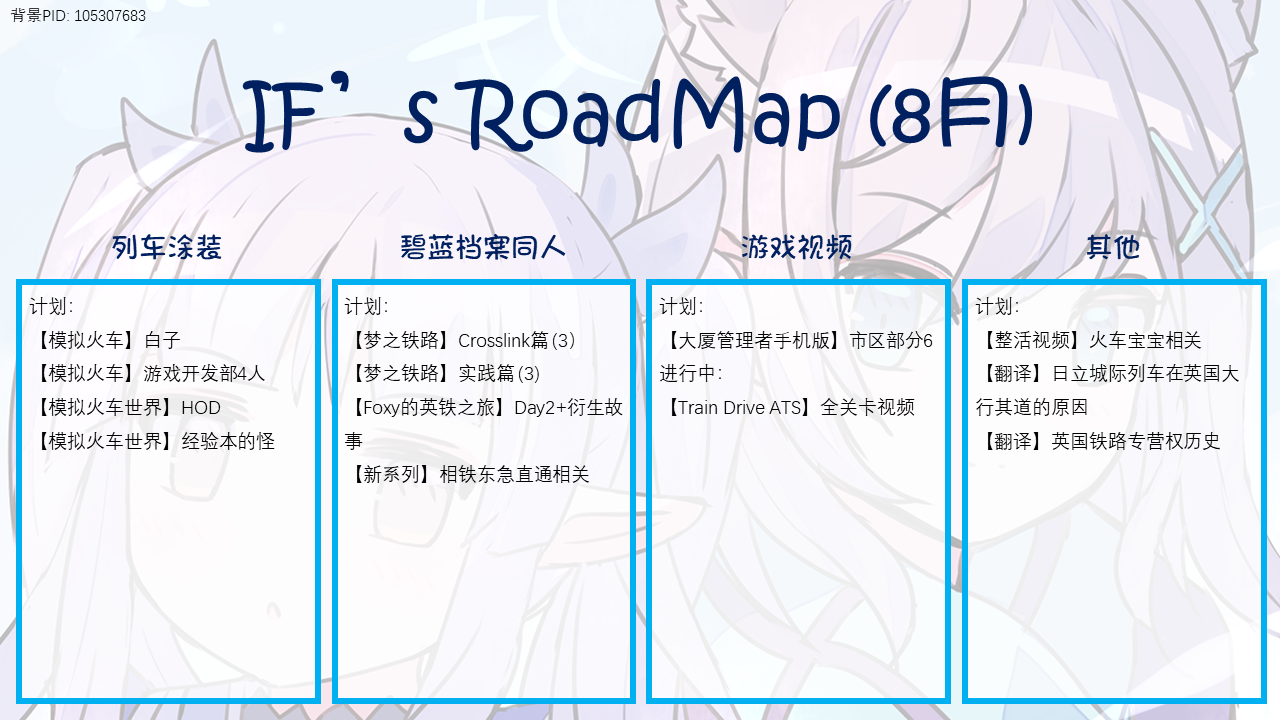 背景PID: 105307683
IF’s RoadMap (8月)
列车涂装
计划：
【模拟火车】白子
【模拟火车】游戏开发部4人
【模拟火车世界】HOD
【模拟火车世界】经验本的怪
碧蓝档案同人
计划：
【梦之铁路】Crosslink篇(3)
【梦之铁路】实践篇(3)
【Foxy的英铁之旅】Day2+衍生故
事
【新系列】相铁东急直通相关
游戏视频
计划：
【大厦管理者手机版】市区部分6
进行中：
【Train Drive ATS】全关卡视频
其他
计划：
【整活视频】火车宝宝相关
【翻译】日立城际列车在英国大
行其道的原因
【翻译】英国铁路专营权历史